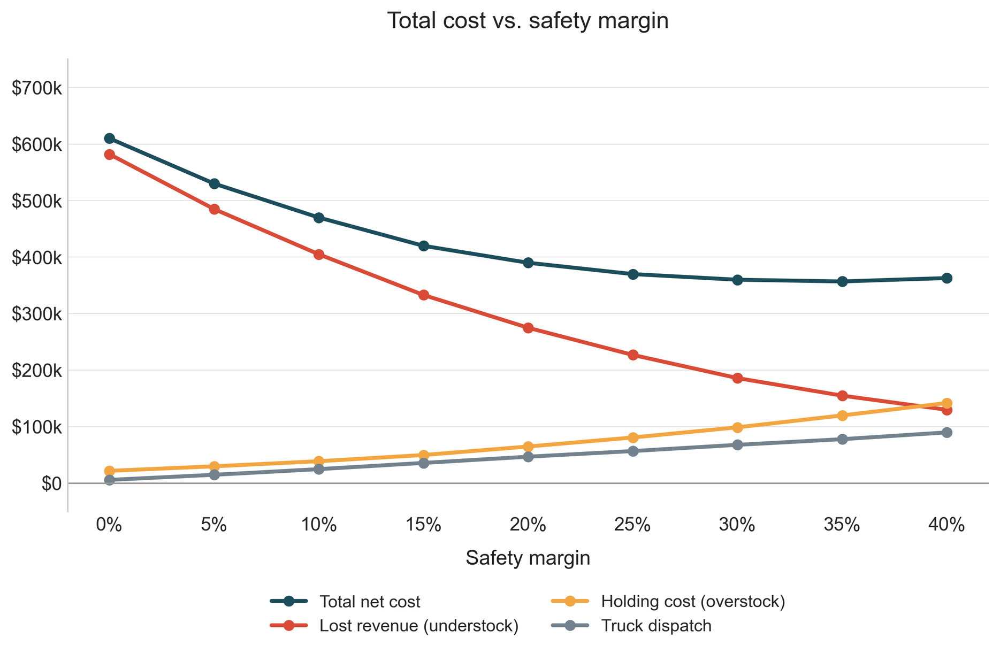 Total cost vs. safety margin
$700k
$600k
$500k
$400k
$300k
$200k
$100k
$0
0% 5% 10% 15% 20% 25% 30% 35% 40%
Safety margin
Total net cost Holding cost (overstock)
Lost revenue (understock) Truck dispatch